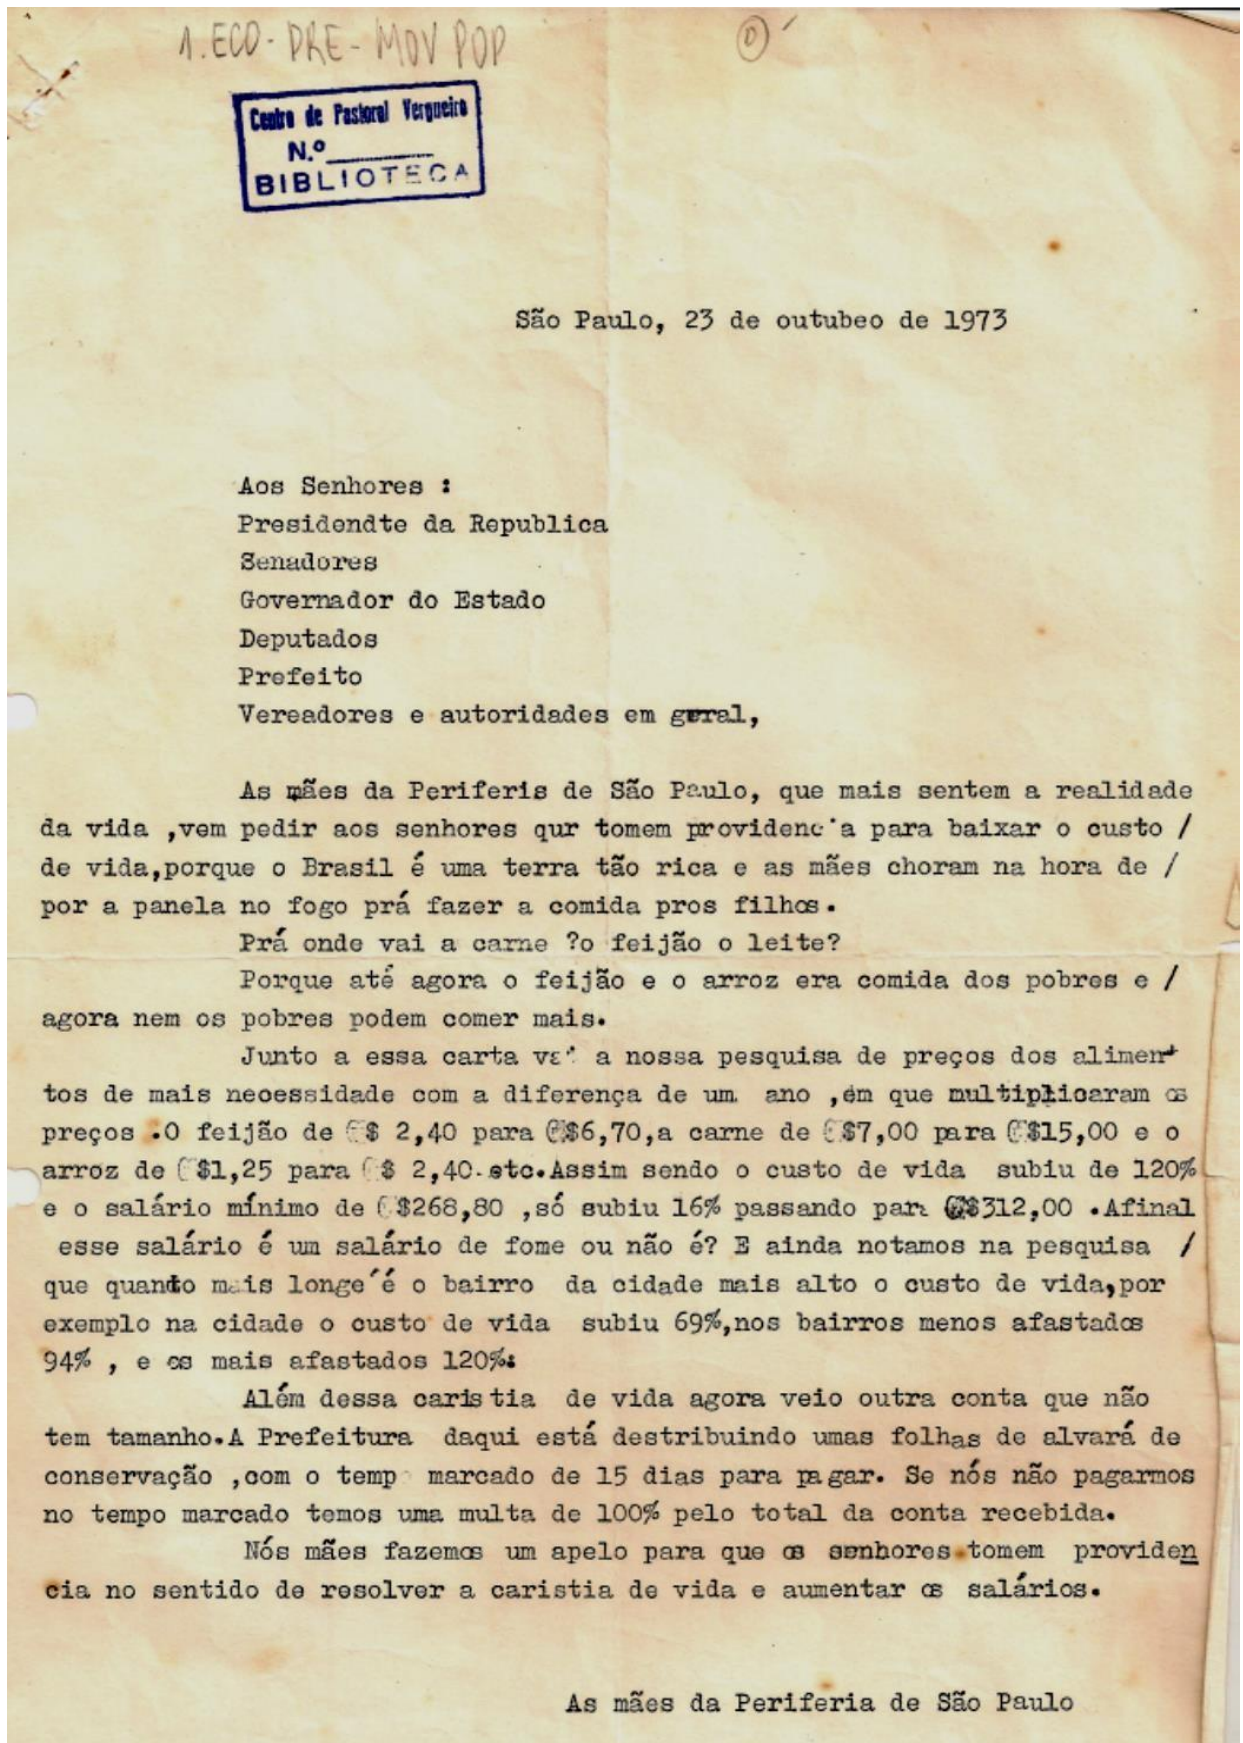 1. ECO - PRE - MOV POP
Centro de Pastoral Vergueiro
N.º
BIBLIOTECA
São Paulo, 23 de outubeo de 1973
Aos Senhores :
Presidendte da Republica
Senadores
Governador do Estado
Deputados
Prefeito
Vereadores e autoridades em geral,
As mães da Periferis de São Paulo, que mais sentem a realidade
da vida ,vem pedir aos senhores qur tomem providenc'a para baixar o custo /
de vida,porque o Brasil é uma terra tão rica e as mães choram na hora de /
por a panela no fogo prá fazer a comida pros filhos.
Prá onde vai a carne ?o feijão o leite?
Porque até agora o feijão e o arroz era comida dos pobres e /
agora nem os pobres podem comer mais.
Junto a essa carta va' a nossa pesquisa de preços dos alimen
tos de mais necessidade com a diferença de um ano ,em que multiplicaram os
preços .O feijão de C$ 2,40 para C$6,70,a carne de C$7,00 para C$15,00 e o
arroz de C$1,25 para C$ 2,40.etc.Assim sendo o custo de vida subiu de 120%
e o salário mínimo de C$268,80 ,só subiu 16% passando para C$312,00 .Afinal
esse salário é um salário de fome ou não é? E ainda notamos na pesquisa /
que quando mais longe é o bairro da cidade mais alto o custo de vida,por
exemplo na cidade o custo de vida subiu 69%,nos bairros menos afastados
94% , e os mais afastados 120%:
Além dessa caristia de vida agora veio outra conta que não
tem tamanho.A Prefeitura daqui está destribuindo umas folhas de alvará de
conservação ,com o temp marcado de 15 dias para pagar. Se nós não pagarmos
no tempo marcado temos uma multa de 100% pelo total da conta recebida.
Nós mães fazemos um apelo para que os senhores tomem providen
cia no sentido de resolver a caristia de vida e aumentar os salários.
As mães da Periferia de São Paulo